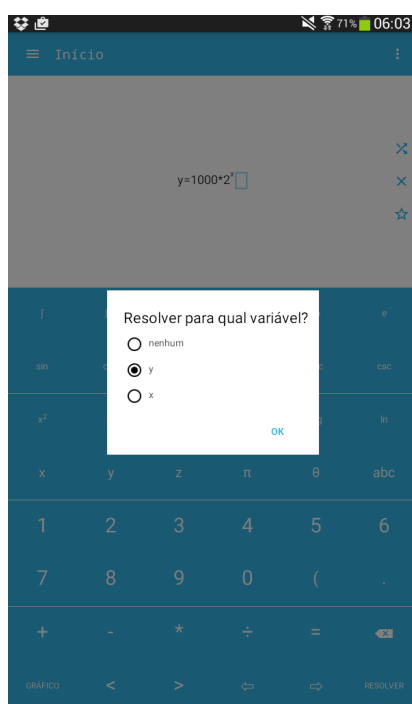 71% 06:03
Início
y=1000*2^x
Resolver para qual variável?
nenhum
y
x
OK
∫ e
sin csc
x² ln
x y z π θ abc
1 2 3 4 5 6
7 8 9 0 ( .
+ - * ÷ =
GRÁFICO < > ⇦ ⇨ RESOLVER